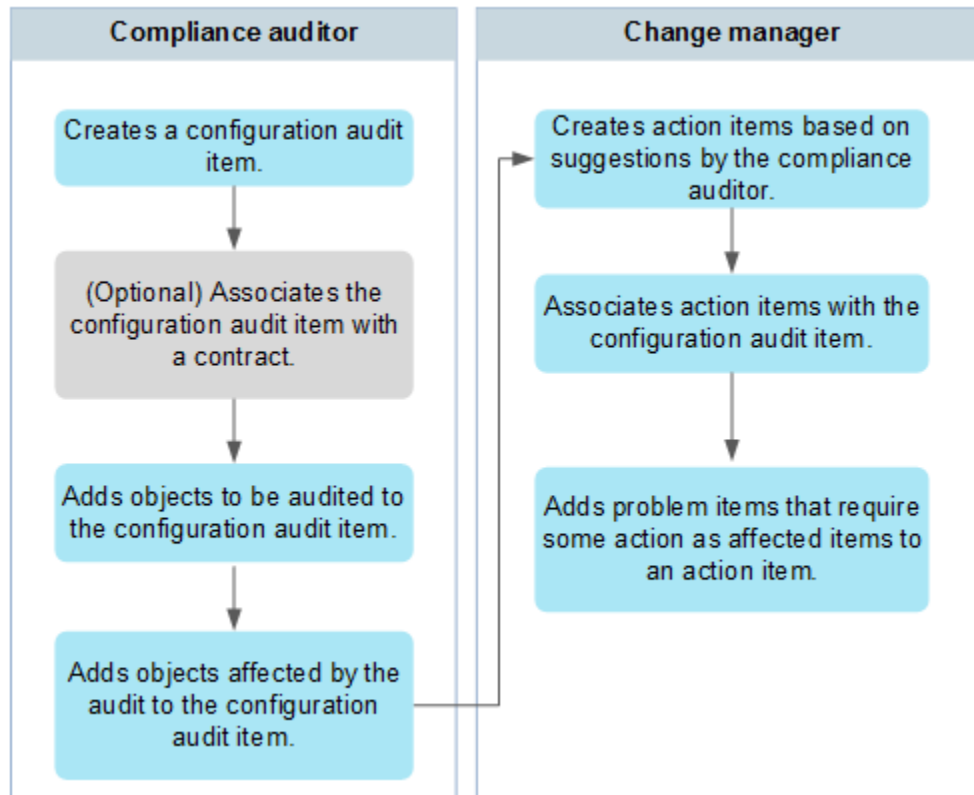 Compliance auditor
Creates a configuration audit
item.
(Optional) Associates the
configuration audit item with
a contract.
Adds objects to be audited to
the configuration audit item.
Adds objects affected by the
audit to the configuration
audit item.
Change manager
Creates action items based on
suggestions by the compliance
auditor.
Associates action items with the
configuration audit item.
Adds problem items that require
some action as affected items to
an action item.